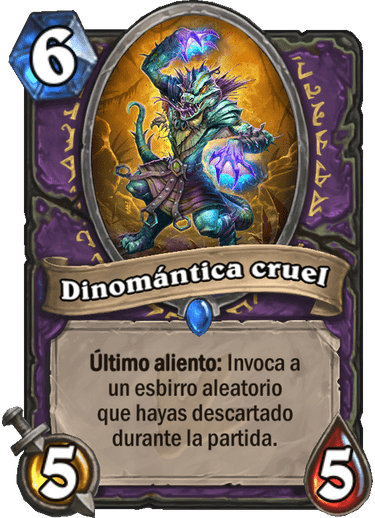 6
Dinomántica cruel
Último aliento: Invoca a
un esbirro aleatorio
que hayas descartado
durante la partida.
5
5